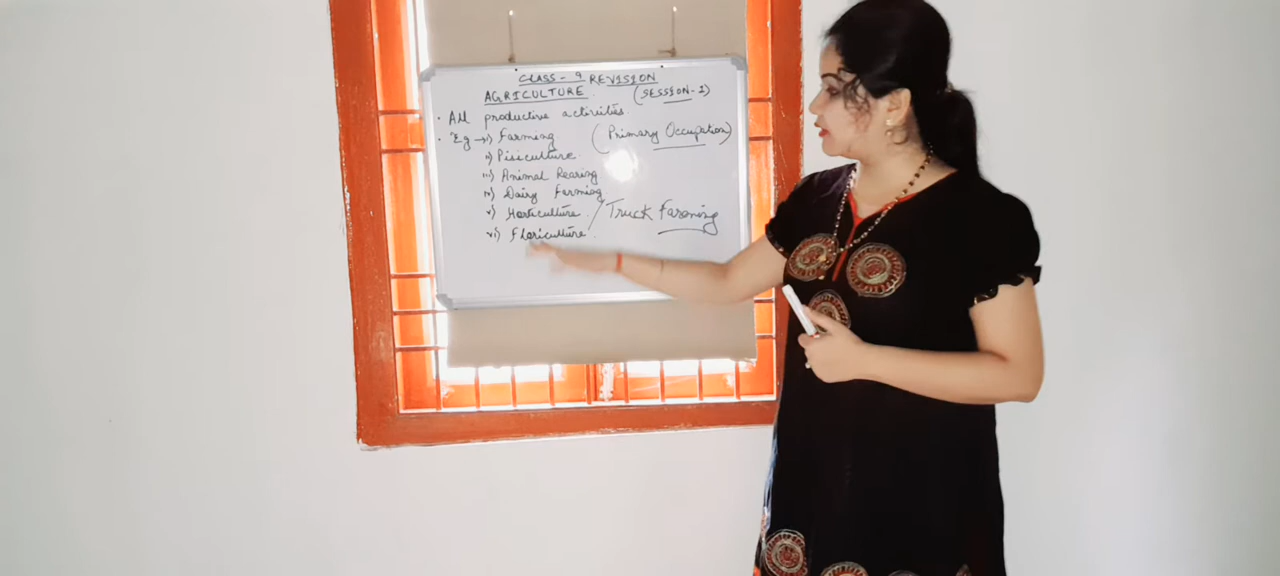 CLASS - 9 REVISION
AGRICULTURE (SESSION-1)
• All productive activities.
• Eg → i) Farming (Primary Occupation)
ii) Pisiculture.
iii) Animal Rearing
iv) Dairy Farming
v) Horticulture. / Truck Farming
vi) Floriculture.